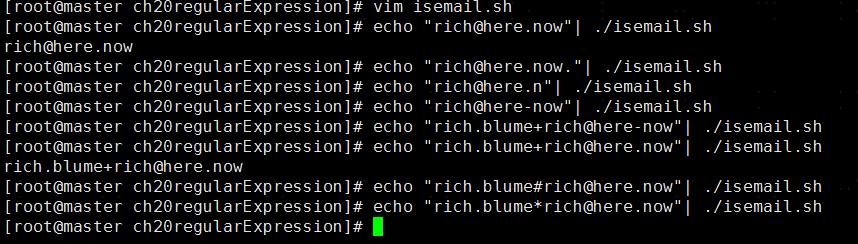 [root@master ch20regularExpression]# vim isemail.sh
[root@master ch20regularExpression]# echo "rich@here.now"| ./isemail.sh
rich@here.now
[root@master ch20regularExpression]# echo "rich@here.now."| ./isemail.sh
[root@master ch20regularExpression]# echo "rich@here.n"| ./isemail.sh
[root@master ch20regularExpression]# echo "rich@here-now"| ./isemail.sh
[root@master ch20regularExpression]# echo "rich.blume+rich@here-now"| ./isemail.sh
[root@master ch20regularExpression]# echo "rich.blume+rich@here.now"| ./isemail.sh
rich.blume+rich@here.now
[root@master ch20regularExpression]# echo "rich.blume#rich@here.now"| ./isemail.sh
[root@master ch20regularExpression]# echo "rich.blume*rich@here.now"| ./isemail.sh
[root@master ch20regularExpression]#